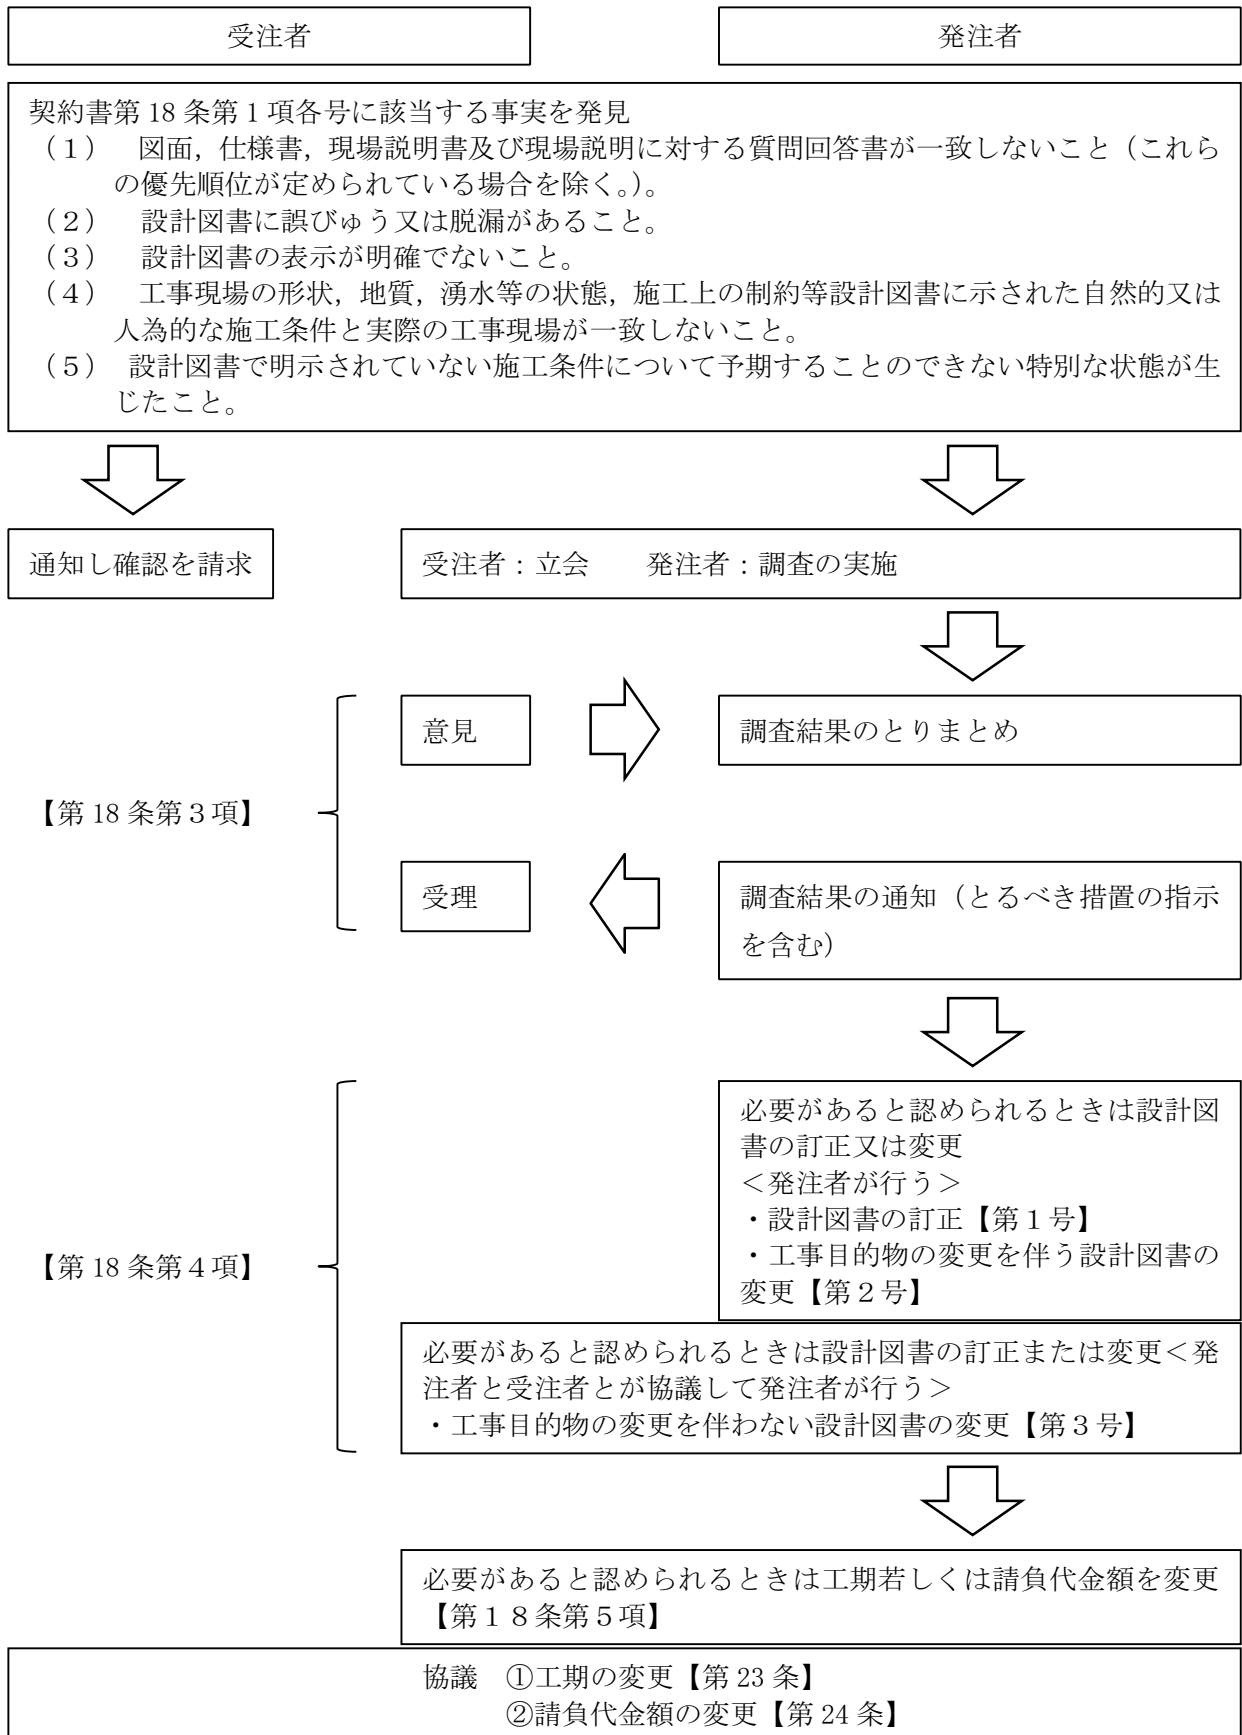 受注者
発注者
契約書第 18 条第 1 項各号に該当する事実を発見
（１）　図面，仕様書，現場説明書及び現場説明に対する質問回答書が一致しないこと（これら
の優先順位が定められている場合を除く。）。
（２）　設計図書に誤びゅう又は脱漏があること。
（３）　設計図書の表示が明確でないこと。
（４）　工事現場の形状，地質，湧水等の状態，施工上の制約等設計図書に示された自然的又は
人為的な施工条件と実際の工事現場が一致しないこと。
（５）　設計図書で明示されていない施工条件について予期することのできない特別な状態が生
じたこと。
通知し確認を請求
受注者：立会　　発注者：調査の実施
意見
調査結果のとりまとめ
【第 18 条第３項】
受理
調査結果の通知（とるべき措置の指示
を含む）
必要があると認められるときは設計図
書の訂正又は変更
＜発注者が行う＞
・設計図書の訂正【第１号】
・工事目的物の変更を伴う設計図書の
変更【第２号】
【第 18 条第４項】
必要があると認められるときは設計図書の訂正または変更＜発
注者と受注者とが協議して発注者が行う＞
・工事目的物の変更を伴わない設計図書の変更【第３号】
必要があると認められるときは工期若しくは請負代金額を変更
【第１８条第５項】
協議　①工期の変更【第 23 条】
②請負代金額の変更【第 24 条】